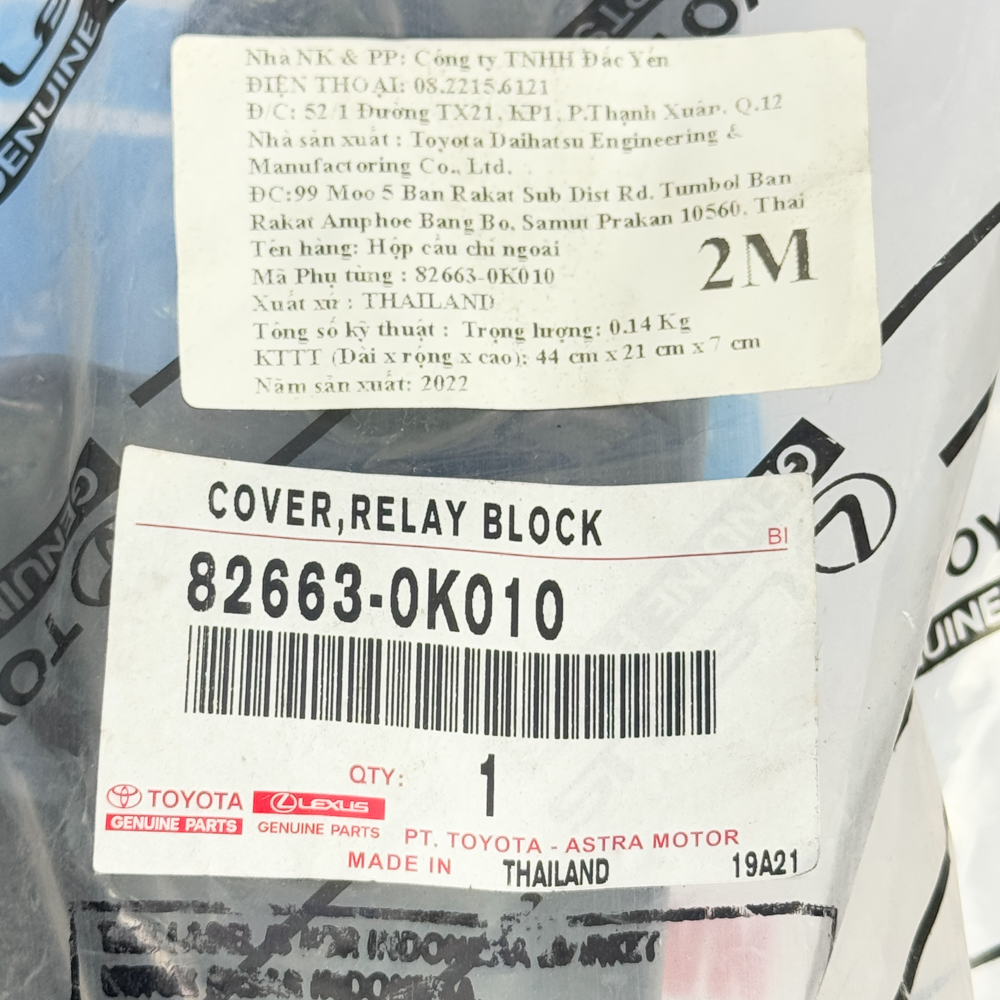 Nhà NK & PP: Công ty TNHH Đắc Yến
ĐIỆN THOẠI: 08.2215.6121
Đ/C: 52/1 Đường TX21, KP1, P.Thạnh Xuân, Q.12
Nhà sản xuất : Toyota Daihatsu Engineering &
Manufactoring Co., Ltd.
ĐC:99 Moo 5 Ban Rakat Sub Dist Rd. Tumbol Ban
Rakat Amphoe Bang Bo, Samut Prakan 10560. Thai
Tên hàng: Hộp cầu chì ngoài
Mã Phụ tùng : 82663-0K010
2M
Xuất xứ : THAILAND
Tông số kỹ thuật : Trọng lượng: 0.14 Kg
KTTT (Dài x rộng x cao): 44 cm x 21 cm x 7 cm
Năm sản xuất: 2022
COVER,RELAY BLOCK
BI
82663-0K010
QTY: 1
TOYOTA LEXUS
GENUINE PARTS GENUINE PARTS
PT. TOYOTA - ASTRA MOTOR
MADE IN THAILAND 19A21
GENUINE
GENUINE